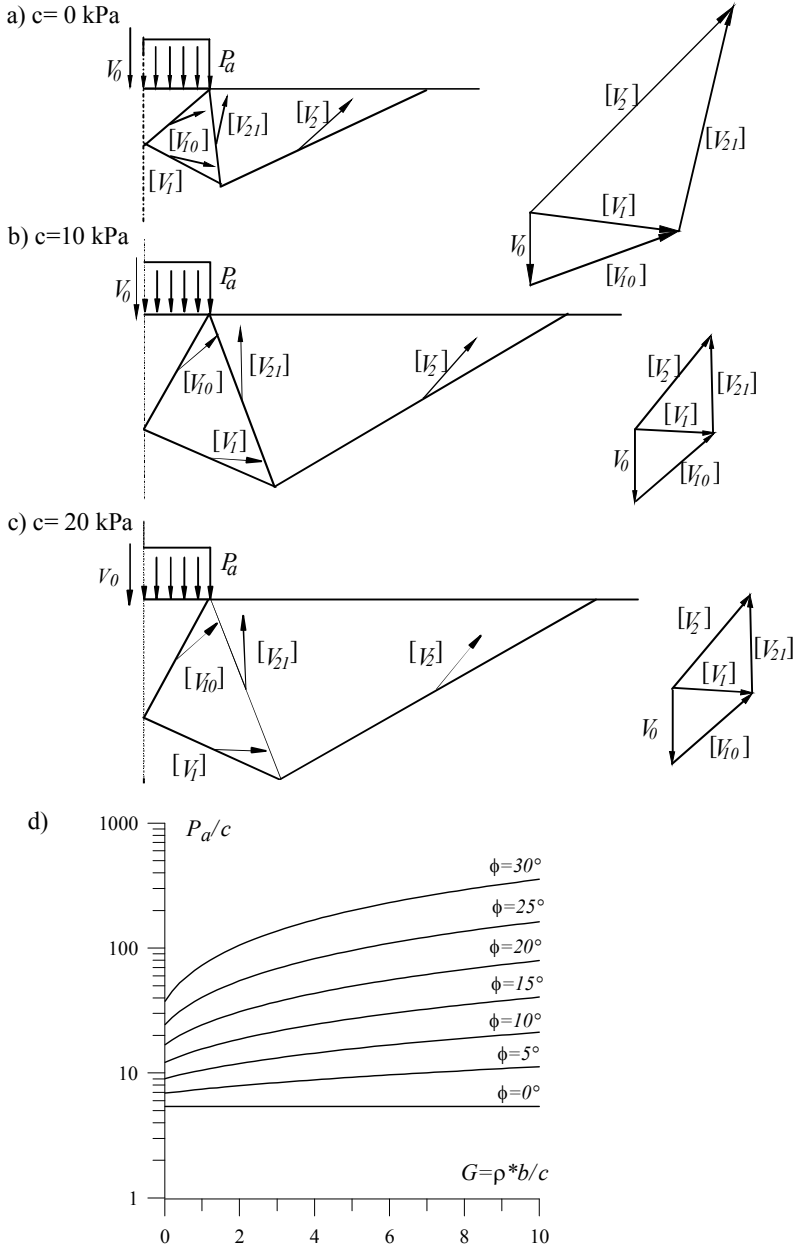 a) c= 0 kPa
V0
Pa
[V10]
[V21]
[V2]
[V1]
[V2]
[V21]
[V1]
V0
[V10]
b) c=10 kPa
V0
Pa
[V10]
[V21]
[V2]
[V1]
[V2]
[V21]
[V1]
V0
[V10]
c) c= 20 kPa
V0
Pa
[V10]
[V21]
[V2]
[V1]
[V2]
[V1]
[V21]
V0
[V10]
d)
Pa/c
1000
100
10
1
ϕ=30°
ϕ=25°
ϕ=20°
ϕ=15°
ϕ=10°
ϕ=5°
ϕ=0°
G=ρ*b/c
0 2 4 6 8 10